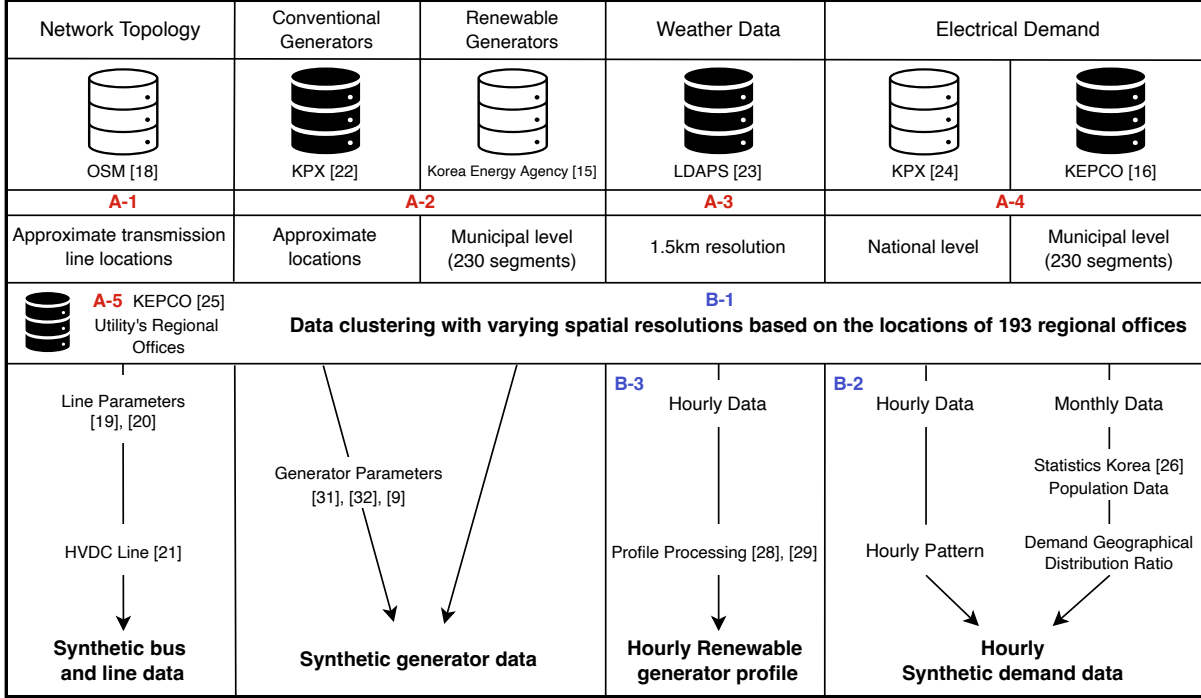 Network Topology
Conventional
Generators
Renewable
Generators
Weather Data
Electrical Demand
OSM [18]
KPX [22]
Korea Energy Agency [15]
LDAPS [23]
KPX [24]
KEPCO [16]
A-1
A-2
A-3
A-4
Approximate transmission
line locations
Approximate
locations
Municipal level
(230 segments)
1.5km resolution
National level
Municipal level
(230 segments)
A-5 KEPCO [25]
Utility's Regional
Offices
B-1
Data clustering with varying spatial resolutions based on the locations of 193 regional offices
Line Parameters
[19], [20]
HVDC Line [21]
Synthetic bus
and line data
Generator Parameters
[31], [32], [9]
Synthetic generator data
B-3
Hourly Data
Profile Processing [28], [29]
Hourly Renewable
generator profile
B-2
Hourly Data
Monthly Data
Statistics Korea [26]
Population Data
Hourly Pattern
Demand Geographical
Distribution Ratio
Hourly
Synthetic demand data